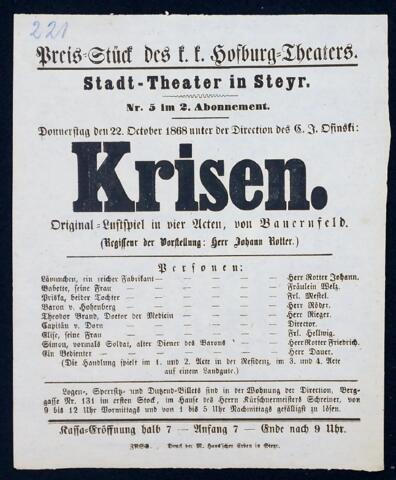 221
Preis-Stück des k. k. Hofburg-Theaters.
Stadt-Theater in Steyr.
Nr. 5 im 2. Abonnement.
Donnerstag den 22. October 1868 unter der Direction des C. J. Osinski:
Krisen.
Original-Lustspiel in vier Acten, von Bauernfeld.
(Regisseur der Vorstellung: Herr Johann Rotter.)
Personen:
Lämmchen, ein reicher Fabrikant — — — — — Herr Rotter Johann.
Babette, seine Frau — — — — — — Fräulein Welz.
Priska, beider Tochter — — — — — — Frl. Mestel.
Baron v. Hohenberg — — — — — — Herr Röder.
Theodor Brand, Doctor der Medicin — — — — — Herr Rieger.
Capitän v. Dorn — — — — — — Director.
Elise, seine Frau — — — — — — Frl. Hellwig.
Simon, vormals Soldat, alter Diener des Barons — — — Herr Rotter Friedrich.
Ein Bedienter — — — — — — Herr Dauer.
(Die Handlung spielt im 1. und 2. Acte in der Residenz, im 3. und 4. Acte
auf einem Landgute.)
Logen-, Sperrsitz- und Dutzend-Billets sind in der Wohnung der Direction, Berg-
gasse Nr. 131 im ersten Stock, im Hause des Herrn Kürschnermeisters Schreiner, von
9 bis 12 Uhr Vormittags und von 1 bis 5 Uhr Nachmittags gefälligst zu lösen.
Kassa-Eröffnung halb 7 — Anfang 7 — Ende nach 9 Uhr.
Druck der M. Haas'schen Erben in Steyr.